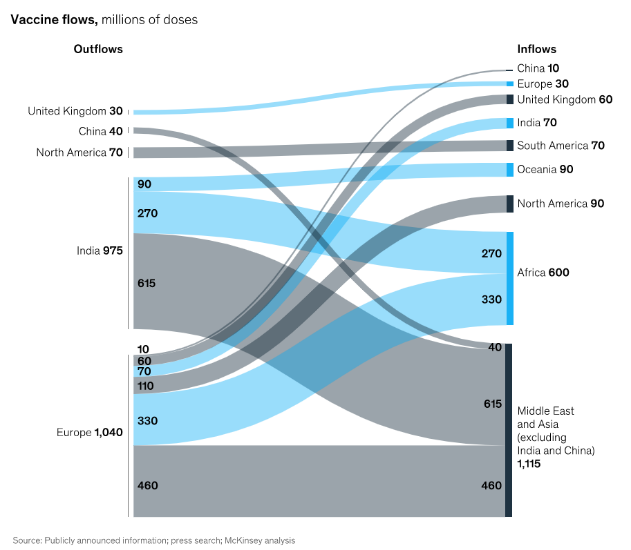 Vaccine flows, millions of doses
Outflows
Inflows
United Kingdom 30
China 40
North America 70
India 975
Europe 1,040
90
270
615
10
60
70
110
330
460
270
330
40
615
460
China 10
Europe 30
United Kingdom 60
India 70
South America 70
Oceania 90
North America 90
Africa 600
Middle East
and Asia
(excluding
India and China)
1,115
Source: Publicly announced information; press search; McKinsey analysis